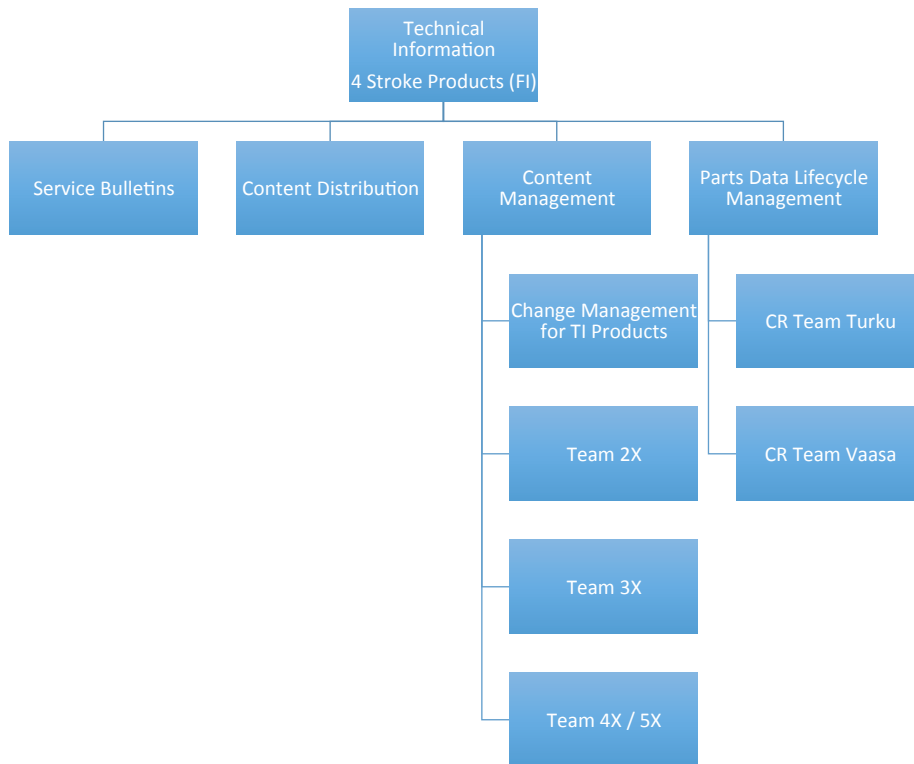 Technical
Information
4 Stroke Products (FI)
Service Bulletins
Content Distribution
Content
Management
Parts Data Lifecycle
Management
Change Management
for TI Products
CR Team Turku
Team 2X
CR Team Vaasa
Team 3X
Team 4X / 5X